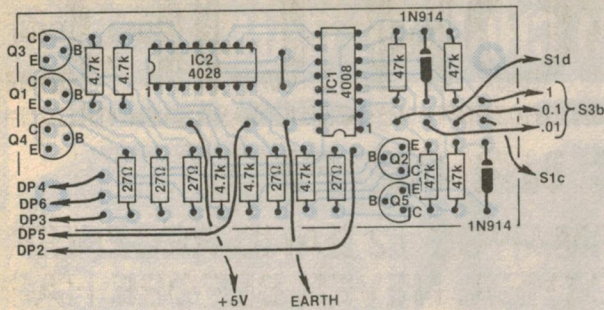 1N914
C
Q3
B
E
C
Q1
B
E
C
Q4
B
E
4.7k
4.7k
IC2
4028
1
IC1
4008
1
47k
47k
S1d
1
0.1
.01
S3b
S1c
27Ω
27Ω
27Ω
4.7k
4.7k
27Ω
4.7k
27Ω
E
B Q2
C
E
B Q5
C
47k
47k
1N914
DP4
DP6
DP3
DP5
DP2
+5V
EARTH